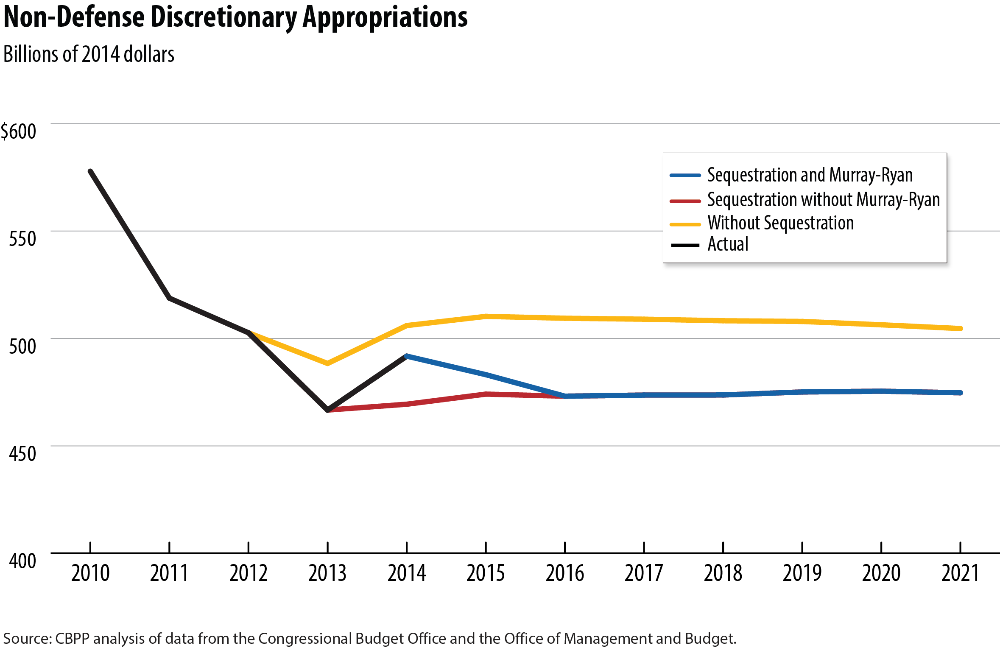 Non-Defense Discretionary Appropriations
Billions of 2014 dollars
$600
Sequestration and Murray-Ryan
Sequestration without Murray-Ryan
Without Sequestration
Actual
550
500
450
400
2010 2011 2012 2013 2014 2015 2016 2017 2018 2019 2020 2021
Source: CBPP analysis of data from the Congressional Budget Office and the Office of Management and Budget.